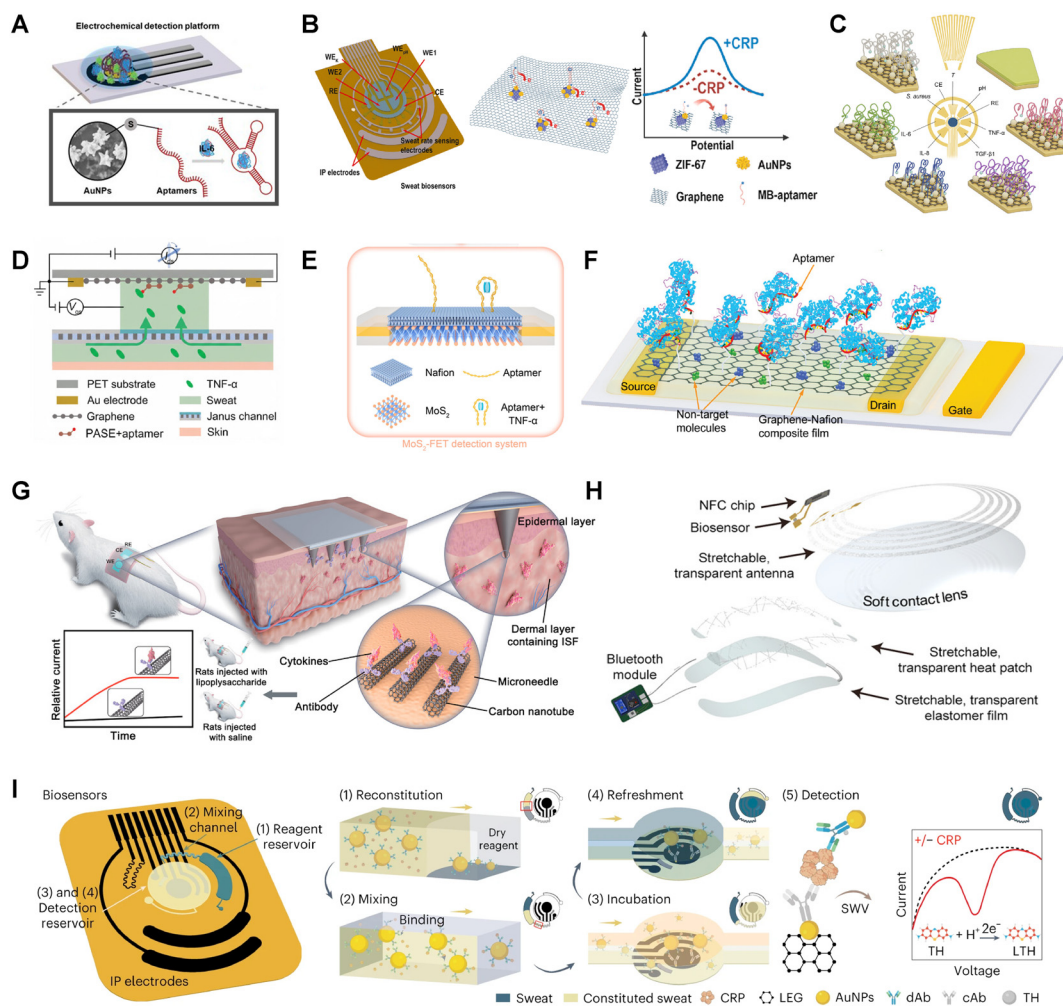 A
Electrochemical detection platform
S
IL-6
AuNPs
Aptamers
B
WE1
WE2
RE
CE
Sweat rate sensing
electrodes
IP electrodes
Sweat biosensors
e
e
e
e
Current
+CRP
-CRP
Potential
ZIF-67
AuNPs
Graphene
MB-aptamer
C
T
CE
pH
S. aureus
RE
IL-6
TNF-α
IL-8
TGF-β1
D
PET substrate
TNF-α
Au electrode
Sweat
Graphene
Janus channel
PASE+aptamer
Skin
E
Nafion
Aptamer
MoS2
Aptamer+
TNF-α
MoS2-FET detection system
F
Aptamer
Source
Drain
Gate
Non-target
molecules
Graphene-Nafion
composite film
G
RE
CE
WE
Epidermal layer
Dermal layer
containing ISF
Cytokines
Antibody
Microneedle
Carbon nanotube
Relative current
Time
Rats injected with
lipopolysaccharide
Rats injected
with saline
H
NFC chip
Biosensor
Stretchable,
transparent antenna
Soft contact lens
Bluetooth
module
Stretchable,
transparent heat patch
Stretchable, transparent
elastomer film
I
Biosensors
(2) Mixing
channel
(1) Reagent
reservoir
(3) and (4)
Detection
reservoir
IP electrodes
(1) Reconstitution
Dry
reagent
(2) Mixing
Binding
(4) Refreshment
(3) Incubation
(5) Detection
SWV
+/− CRP
Current
+ H+
2e−
TH
LTH
Voltage
Sweat
Constituted sweat
CRP
LEG
AuNPs
dAb
cAb
TH